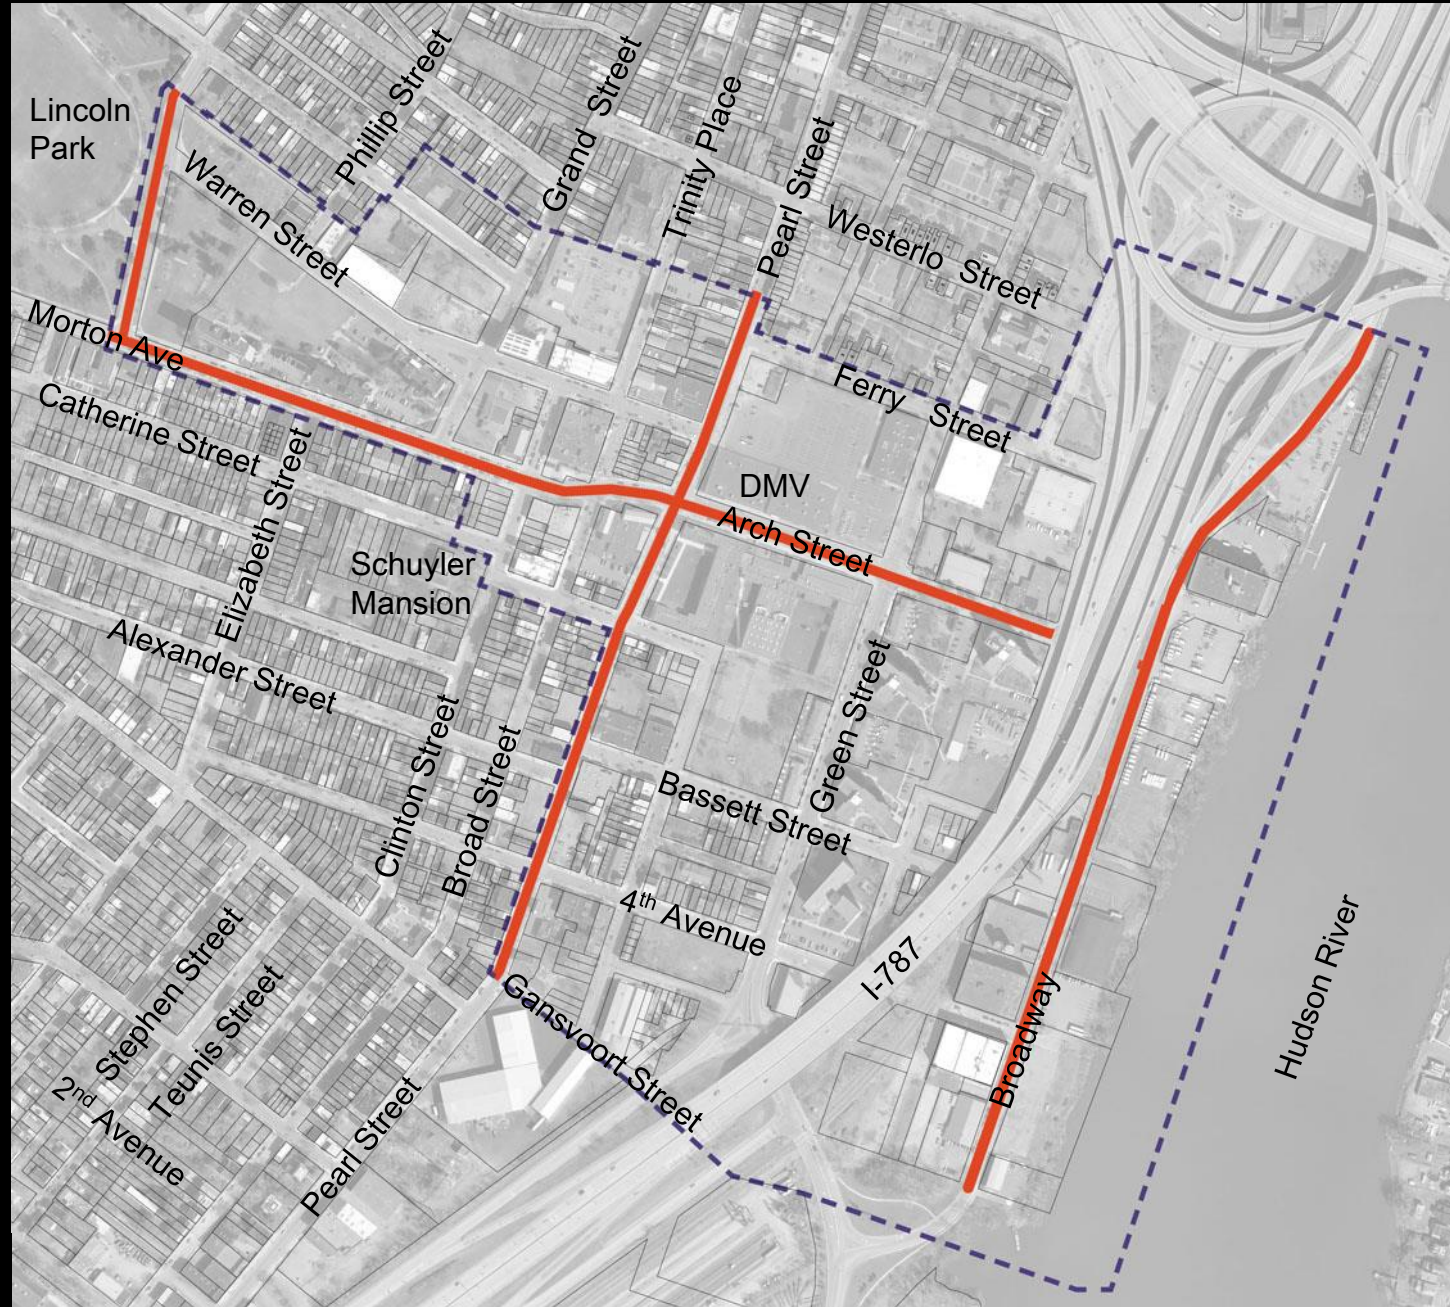 Lincoln
Park
Phillip Street
Grand Street
Trinity Place
Pearl Street
Warren Street
Westerlo Street
Morton Ave
Catherine Street
Ferry Street
Elizabeth Street
DMV
Arch Street
Schuyler
Mansion
Alexander Street
Green Street
Clinton Street
Broad Street
Bassett Street
4th Avenue
I-787
Stephen Street
Teunis Street
2nd Avenue
Gansvoort Street
Broadway
Hudson River
Pearl Street